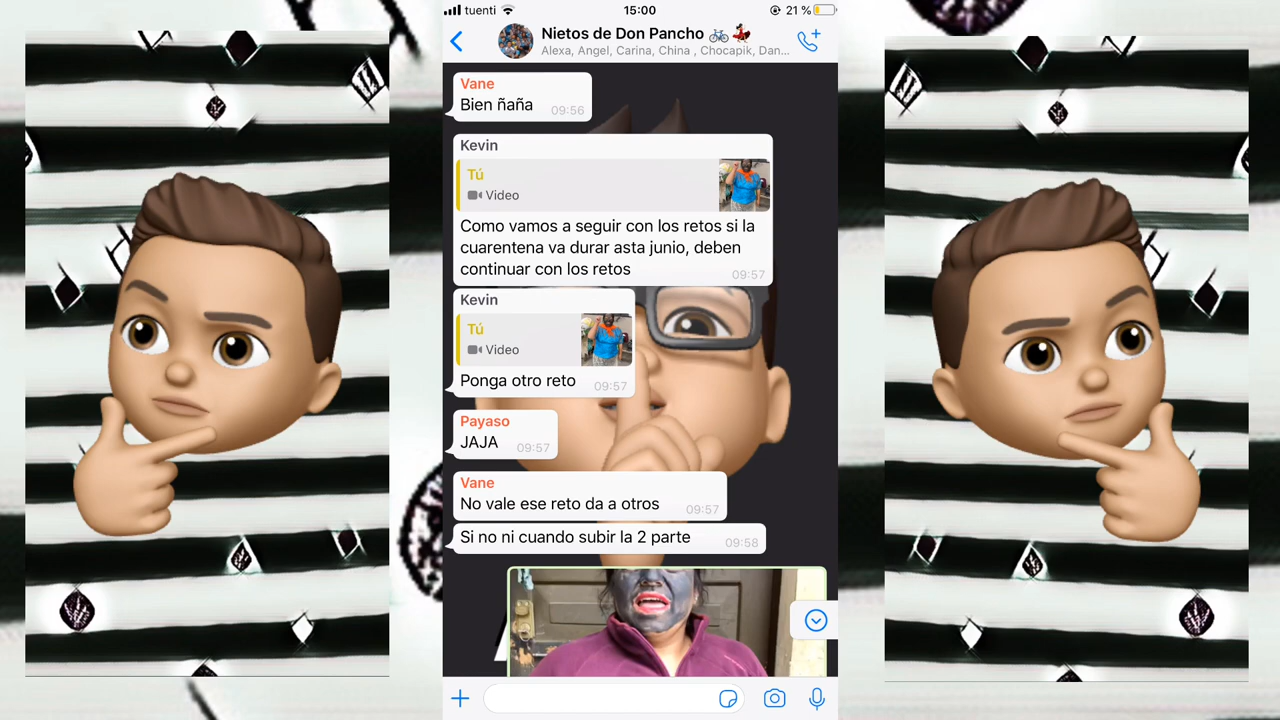 tuenti 15:00 21 %
Nietos de Don Pancho
Alexa, Angel, Carina, China , Chocapik, Dan...
Vane
Bien ñaña 09:56
Kevin
Tú
Video
Como vamos a seguir con los retos si la
cuarentena va durar asta junio, deben
continuar con los retos 09:57
Kevin
Tú
Video
Ponga otro reto 09:57
Payaso
JAJA 09:57
Vane
No vale ese reto da a otros 09:57
Si no ni cuando subir la 2 parte 09:58